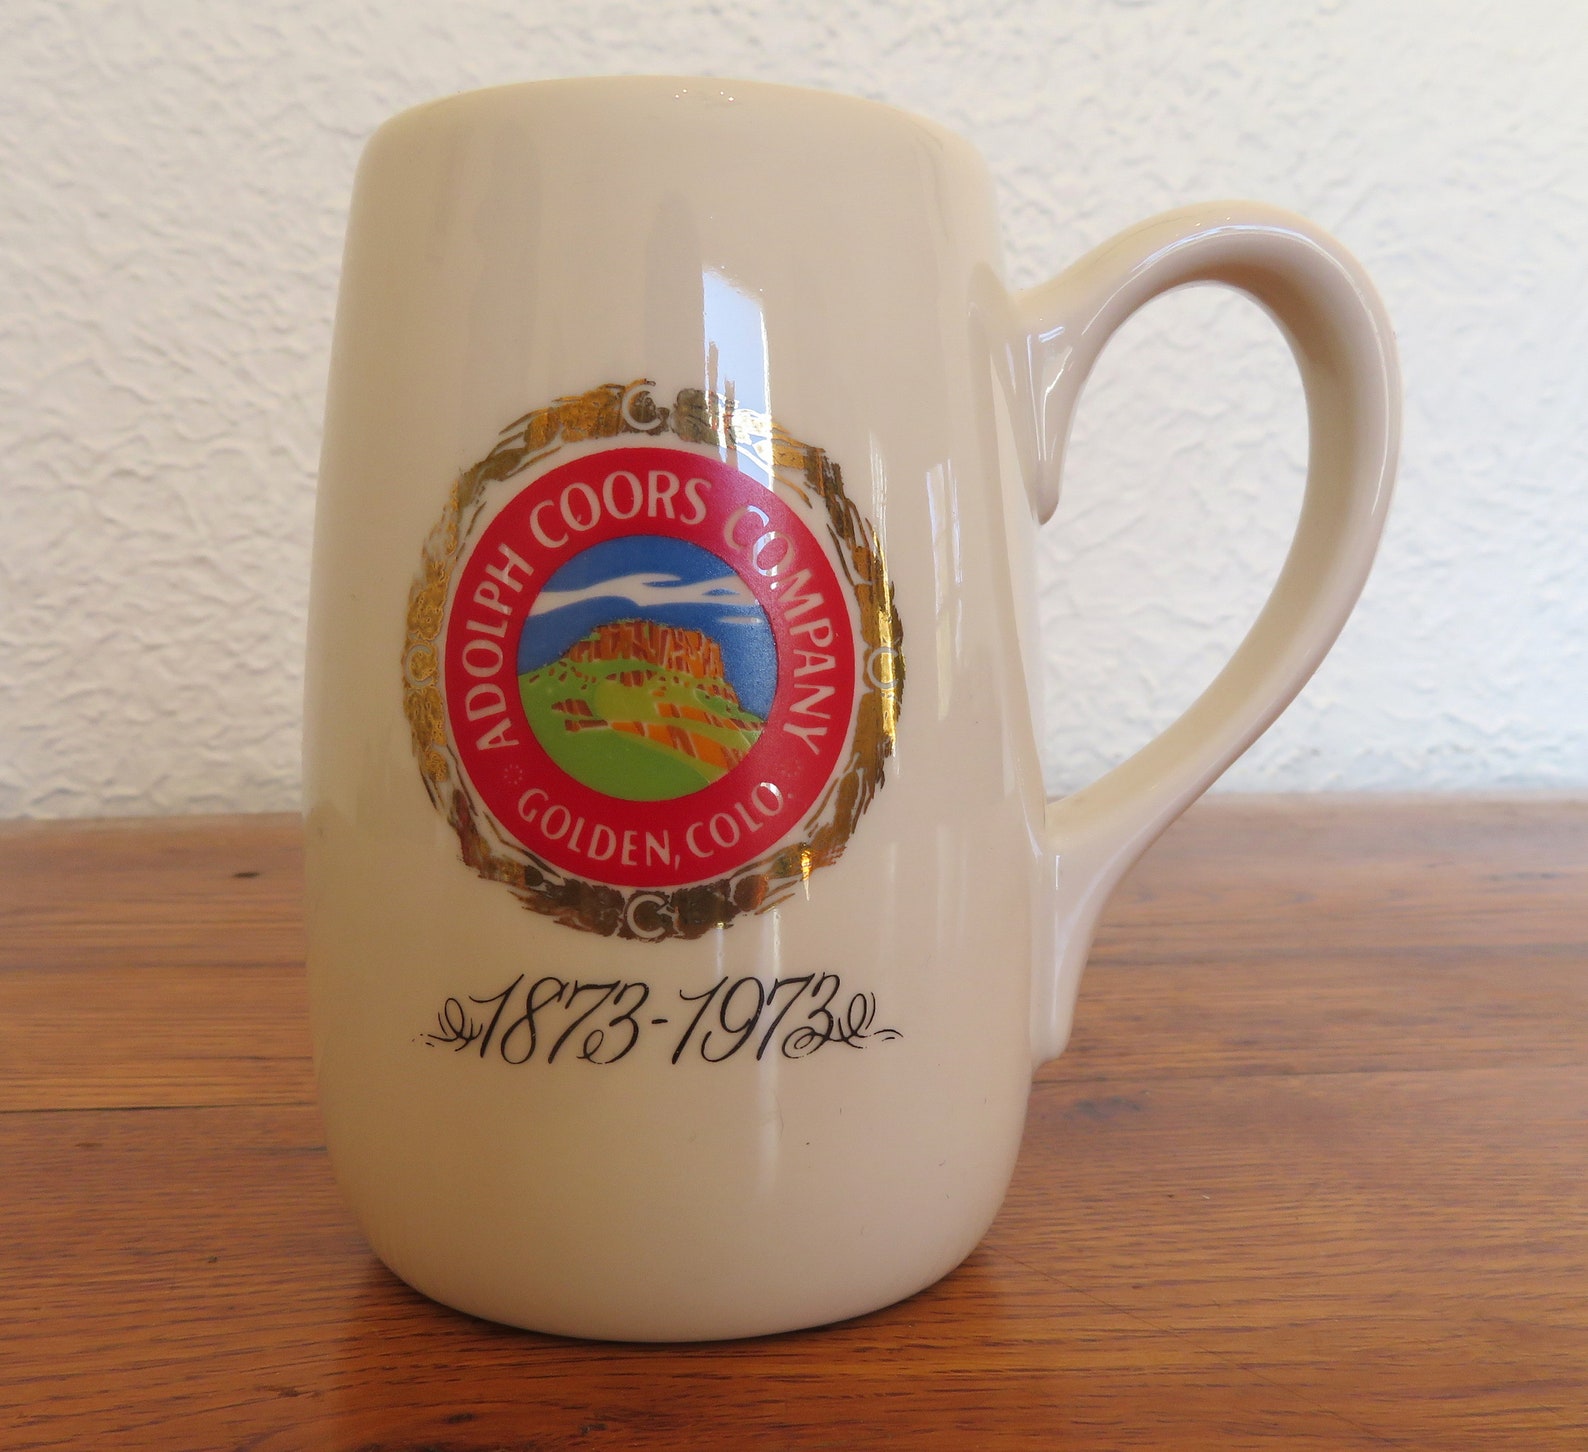 C
ADOLPH COORS COMPANY
C C
GOLDEN, COLO.
C
1873-1973